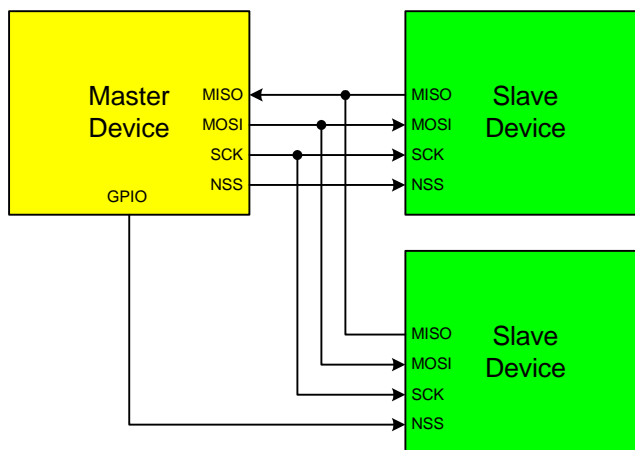 Master
Device
MISO
MOSI
SCK
NSS
GPIO
MISO
MOSI
SCK
NSS
Slave
Device
MISO
MOSI
SCK
NSS
Slave
Device